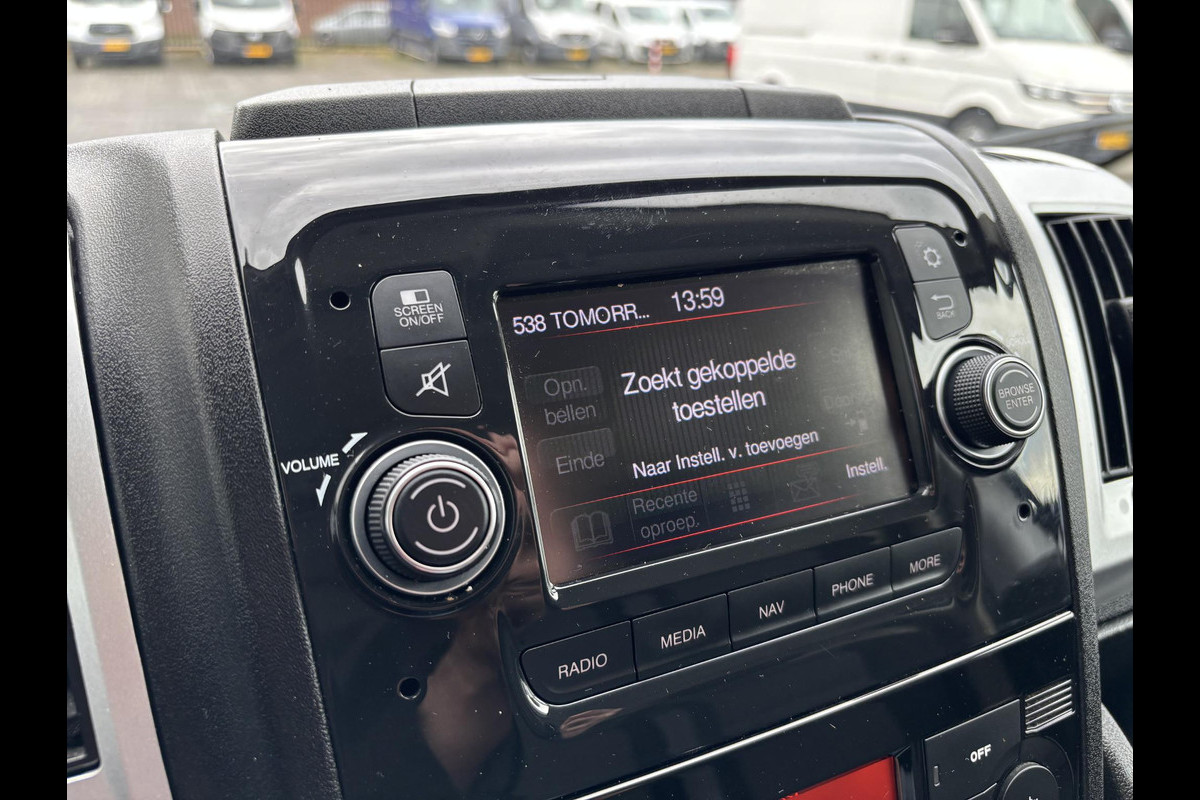 SCREEN
ON/OFF
VOLUME
538 TOMORR... 13:59
Opn.
bellen
Zoekt gekoppelde
toestellen
Einde
Naar Instell. v. toevoegen
Recente
oproep.
Instell.
BACK
BROWSE
ENTER
RADIO
MEDIA
NAV
PHONE
MORE
OFF